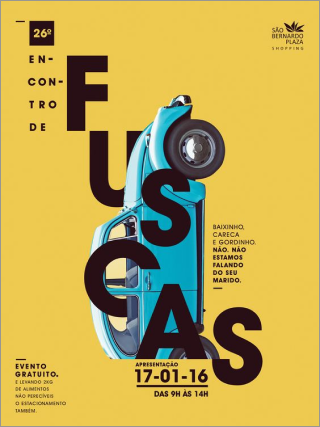 26º
EN-
CON-
TRO
DE
FUSCAS
SÃO
BERNARDO
PLAZA
SHOPPING
BAIXINHO,
CARECA
E GORDINHO.
NÃO. NÃO
ESTAMOS
FALANDO
DO SEU
MARIDO.
EVENTO
GRATUITO.
E LEVANDO 2KG
DE ALIMENTOS
NÃO PERECÍVEIS
O ESTACIONAMENTO
TAMBÉM.
APRESENTAÇÃO
17-01-16
DAS 9H ÀS 14H